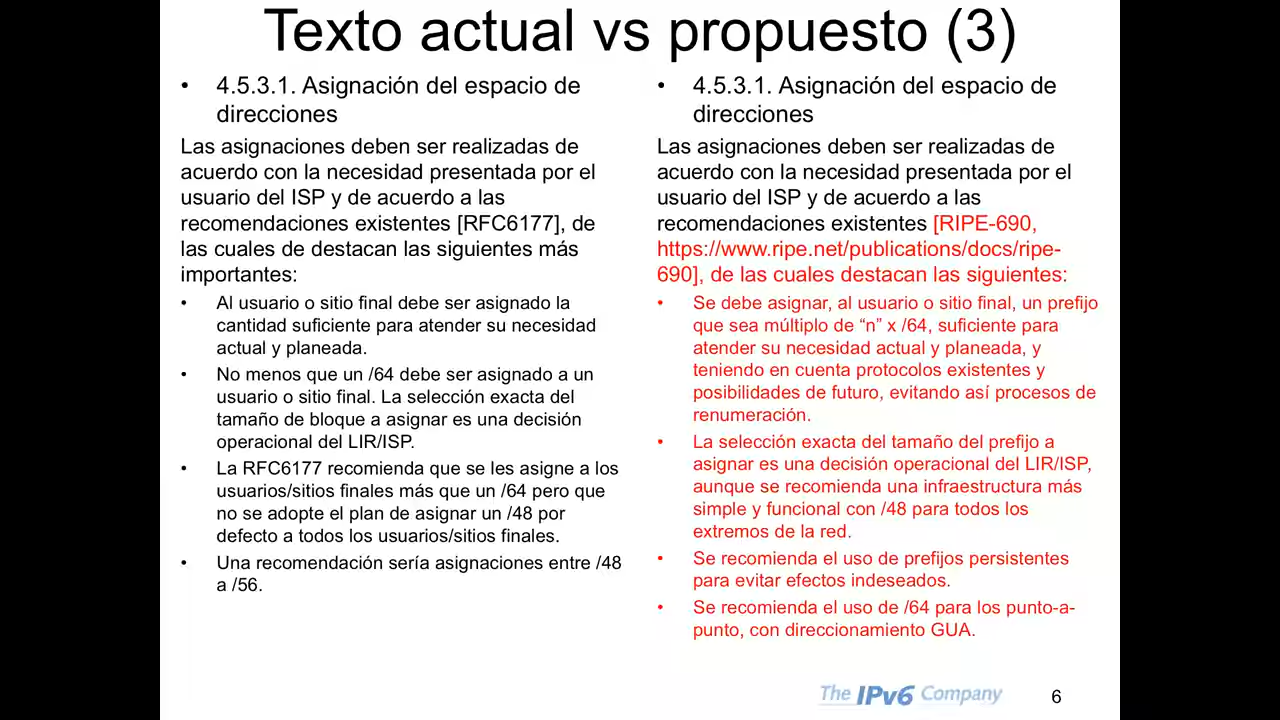 Texto actual vs propuesto (3)
• 4.5.3.1. Asignación del espacio de
direcciones
Las asignaciones deben ser realizadas de
acuerdo con la necesidad presentada por el
usuario del ISP y de acuerdo a las
recomendaciones existentes [RFC6177], de
las cuales de destacan las siguientes más
importantes:
• Al usuario o sitio final debe ser asignado la
cantidad suficiente para atender su necesidad
actual y planeada.
• No menos que un /64 debe ser asignado a un
usuario o sitio final. La selección exacta del
tamaño de bloque a asignar es una decisión
operacional del LIR/ISP.
• La RFC6177 recomienda que se les asigne a los
usuarios/sitios finales más que un /64 pero que
no se adopte el plan de asignar un /48 por
defecto a todos los usuarios/sitios finales.
• Una recomendación sería asignaciones entre /48
a /56.
• 4.5.3.1. Asignación del espacio de
direcciones
Las asignaciones deben ser realizadas de
acuerdo con la necesidad presentada por el
usuario del ISP y de acuerdo a las
recomendaciones existentes [RIPE-690,
https://www.ripe.net/publications/docs/ripe-
690], de las cuales destacan las siguientes:
• Se debe asignar, al usuario o sitio final, un prefijo
que sea múltiplo de “n” x /64, suficiente para
atender su necesidad actual y planeada, y
teniendo en cuenta protocolos existentes y
posibilidades de futuro, evitando así procesos de
renumeración.
• La selección exacta del tamaño del prefijo a
asignar es una decisión operacional del LIR/ISP,
aunque se recomienda una infraestructura más
simple y funcional con /48 para todos los
extremos de la red.
• Se recomienda el uso de prefijos persistentes
para evitar efectos indeseados.
• Se recomienda el uso de /64 para los punto-a-
punto, con direccionamiento GUA.
The IPv6 Company
6